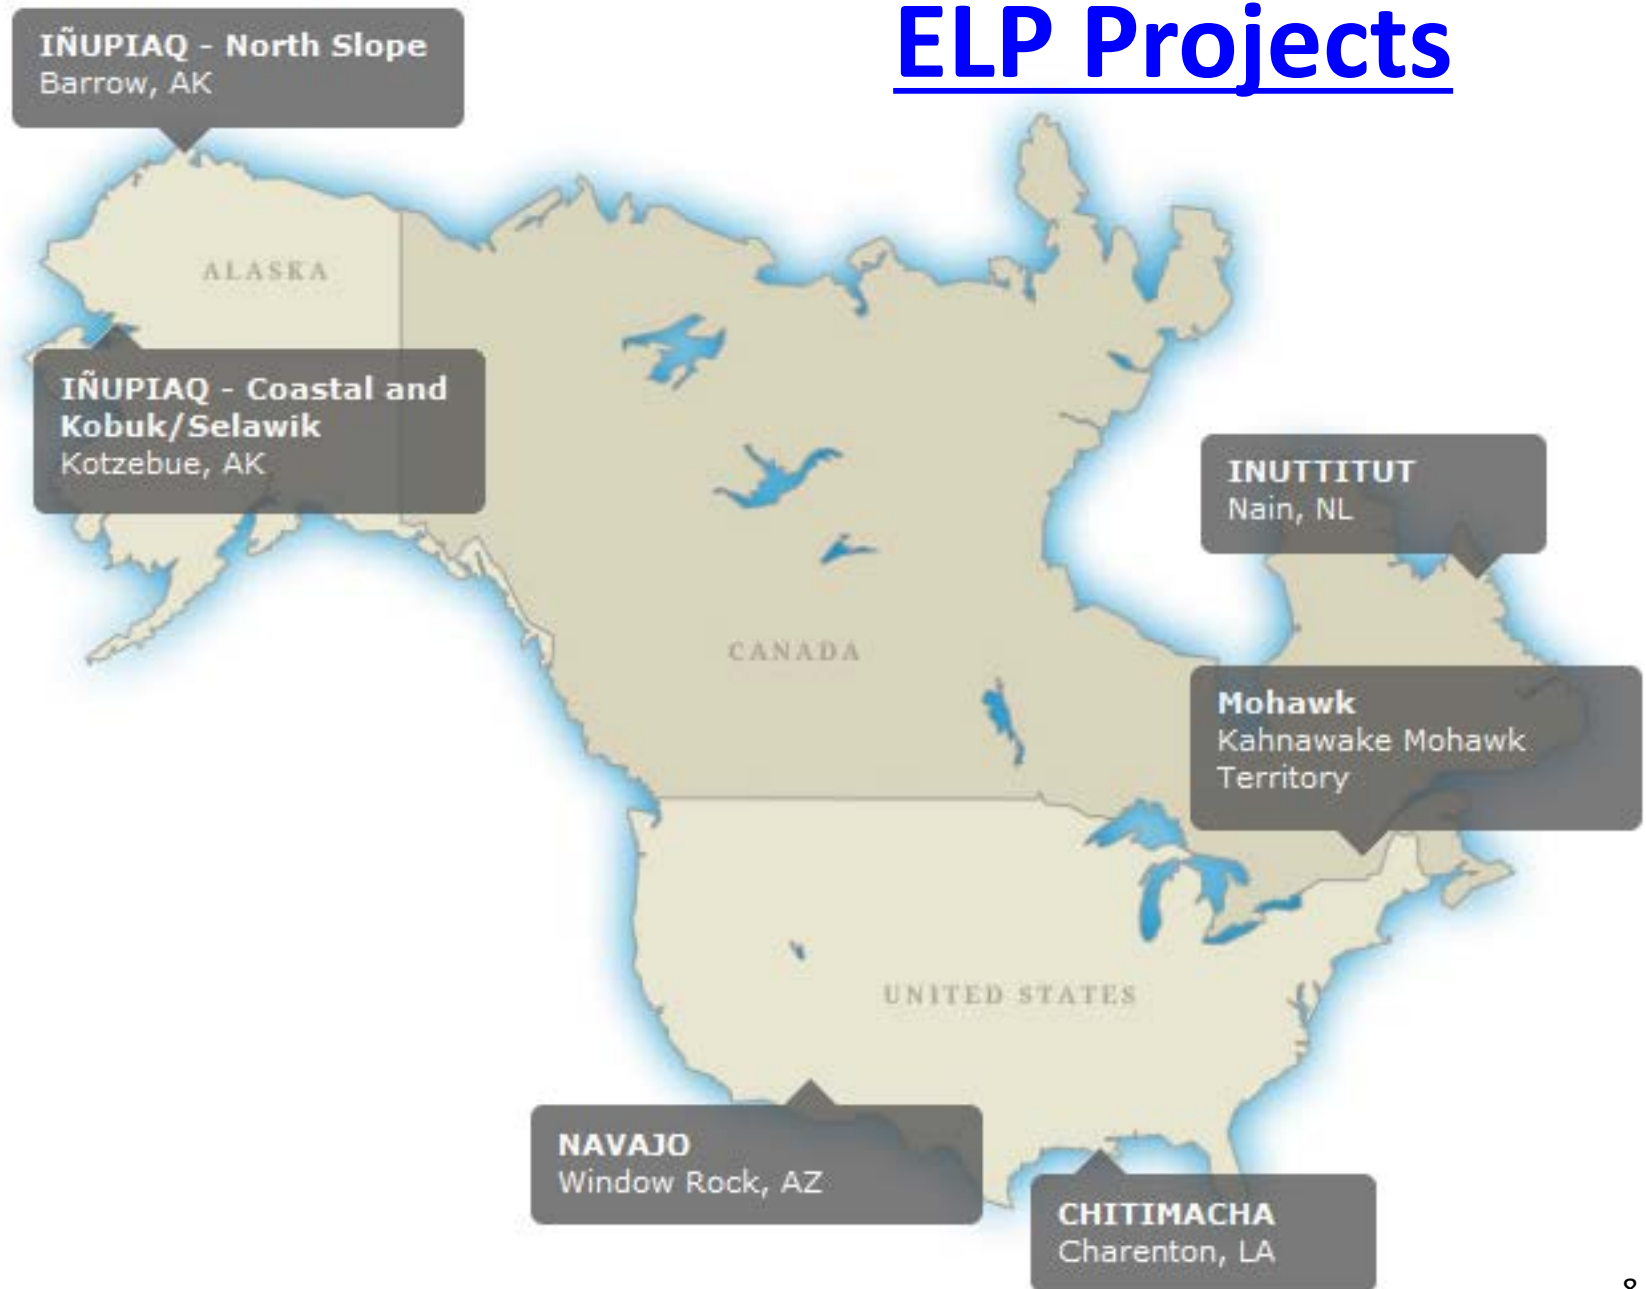 ELP Projects
IÑUPIAQ - North Slope
Barrow, AK
ALASKA
IÑUPIAQ - Coastal and
Kobuk/Selawik
Kotzebue, AK
INUTTITUT
Nain, NL
CANADA
Mohawk
Kahnawake Mohawk
Territory
UNITED STATES
NAVAJO
Window Rock, AZ
CHITIMACHA
Charenton, LA
8